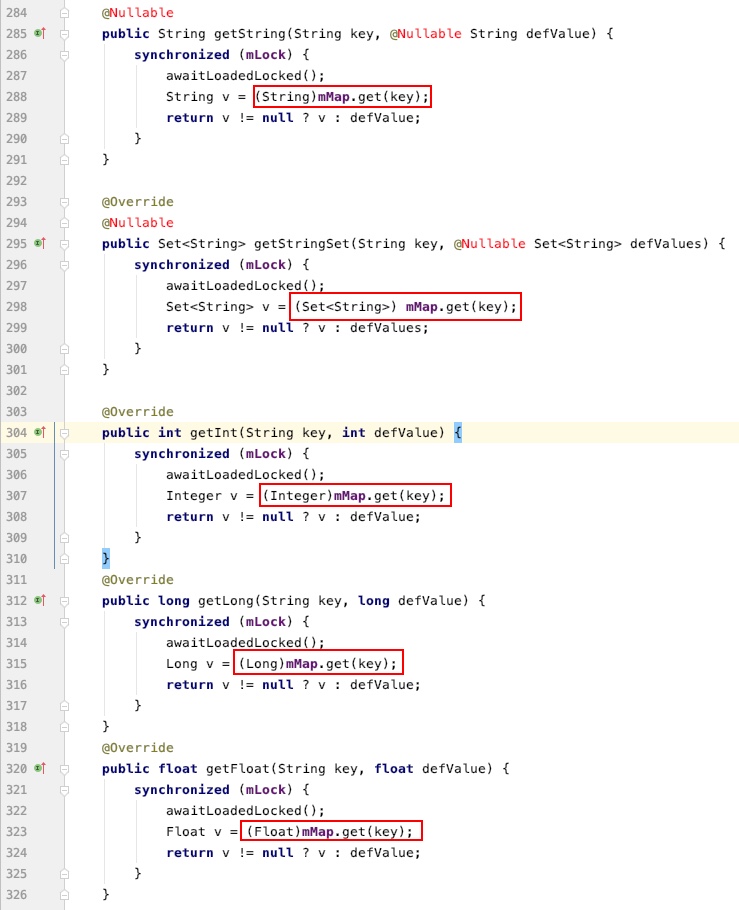 284 @Nullable
285 public String getString(String key, @Nullable String defValue) {
286 synchronized (mLock) {
287 awaitLoadedLocked();
288 String v = (String)mMap.get(key);
289 return v != null ? v : defValue;
290 }
291 }
292
293 @Override
294 @Nullable
295 public Set<String> getStringSet(String key, @Nullable Set<String> defValues) {
296 synchronized (mLock) {
297 awaitLoadedLocked();
298 Set<String> v = (Set<String>) mMap.get(key);
299 return v != null ? v : defValues;
300 }
301 }
302
303 @Override
304 public int getInt(String key, int defValue) {
305 synchronized (mLock) {
306 awaitLoadedLocked();
307 Integer v = (Integer)mMap.get(key);
308 return v != null ? v : defValue;
309 }
310 }
311 @Override
312 public long getLong(String key, long defValue) {
313 synchronized (mLock) {
314 awaitLoadedLocked();
315 Long v = (Long)mMap.get(key);
316 return v != null ? v : defValue;
317 }
318 }
319 @Override
320 public float getFloat(String key, float defValue) {
321 synchronized (mLock) {
322 awaitLoadedLocked();
323 Float v = (Float)mMap.get(key);
324 return v != null ? v : defValue;
325 }
326 }